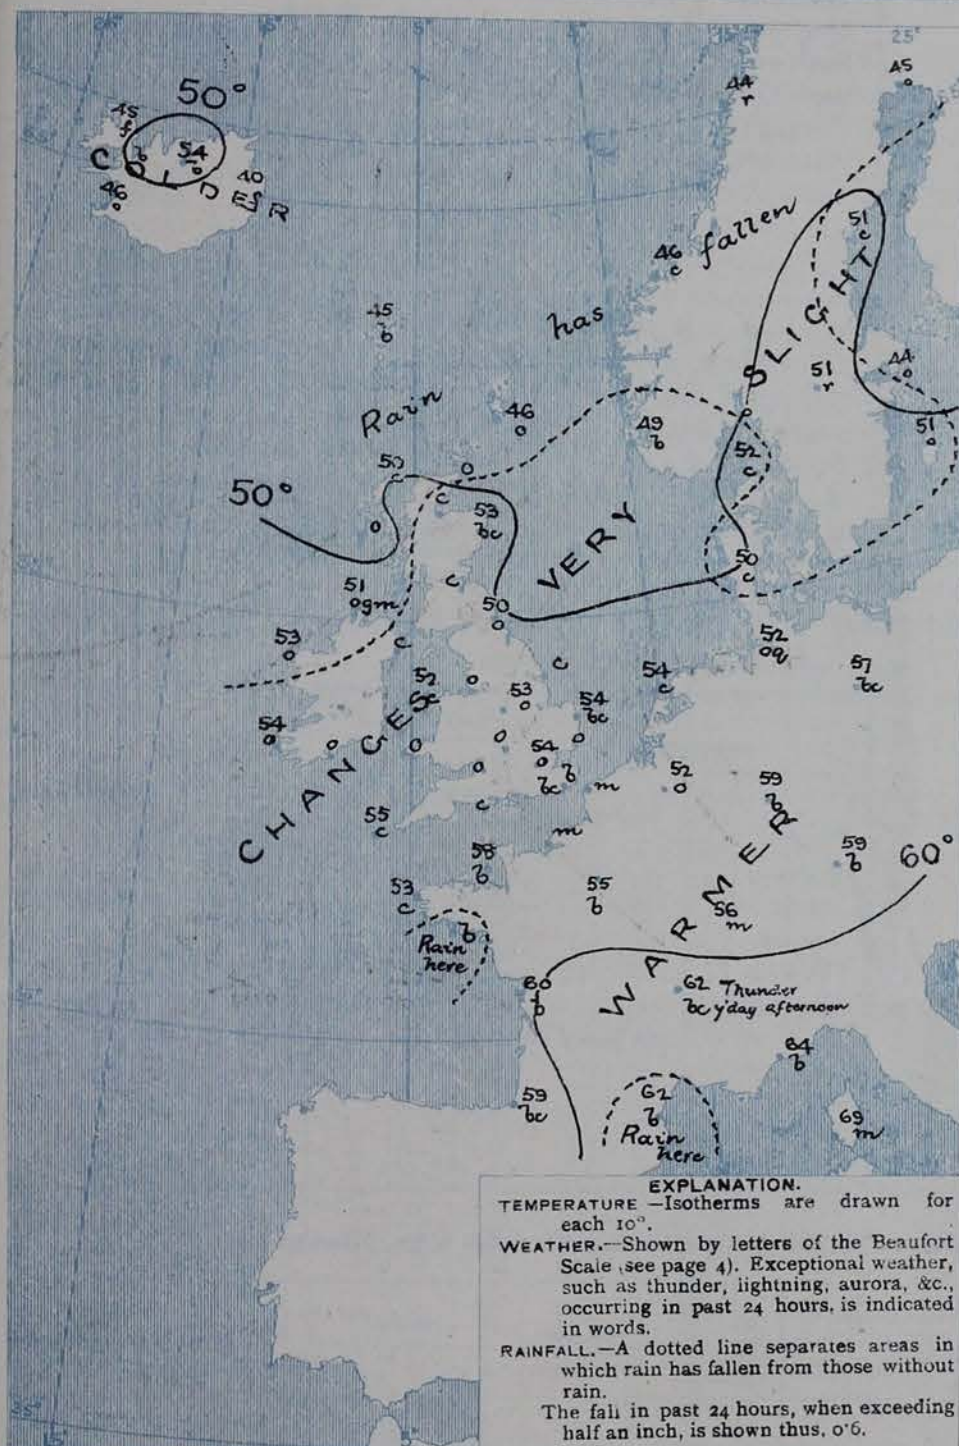 25°
50°
44
r
45
o
45
f
b
54
o
COLDER
40
46
o
51
c
46
c
Rain has fallen
45
b
SLIGHT
51
r
44
o
46
o
49
b
51
o
52
c
50
c
o
50°
c
53
bc
o
VERY
50
c
51
ogm
c
50
o
53
o
c
c
52
oq
57
bc
52
o
53
o
54
bc
54
c
54
o
o
CHANGES
o
o
o
o
54
o
bc
b
m
52
o
59
b
55
c
c
m
58
b
59
b
60°
WARMER
53
c
55
b
56
m
b
Rain
here
60
b
62 Thunder
bc y'day afternoon
64
b
59
bc
62
b
Rain
here
69
m
EXPLANATION.
TEMPERATURE—Isotherms are drawn for
each 10°.
WEATHER.—Shown by letters of the Beaufort
Scale (see page 4). Exceptional weather,
such as thunder, lightning, aurora, &c.,
occurring in past 24 hours, is indicated
in words.
RAINFALL.—A dotted line separates areas in
which rain has fallen from those without
rain.
The fall in past 24 hours, when exceeding
half an inch, is shown thus, 0·6.
35°
15°